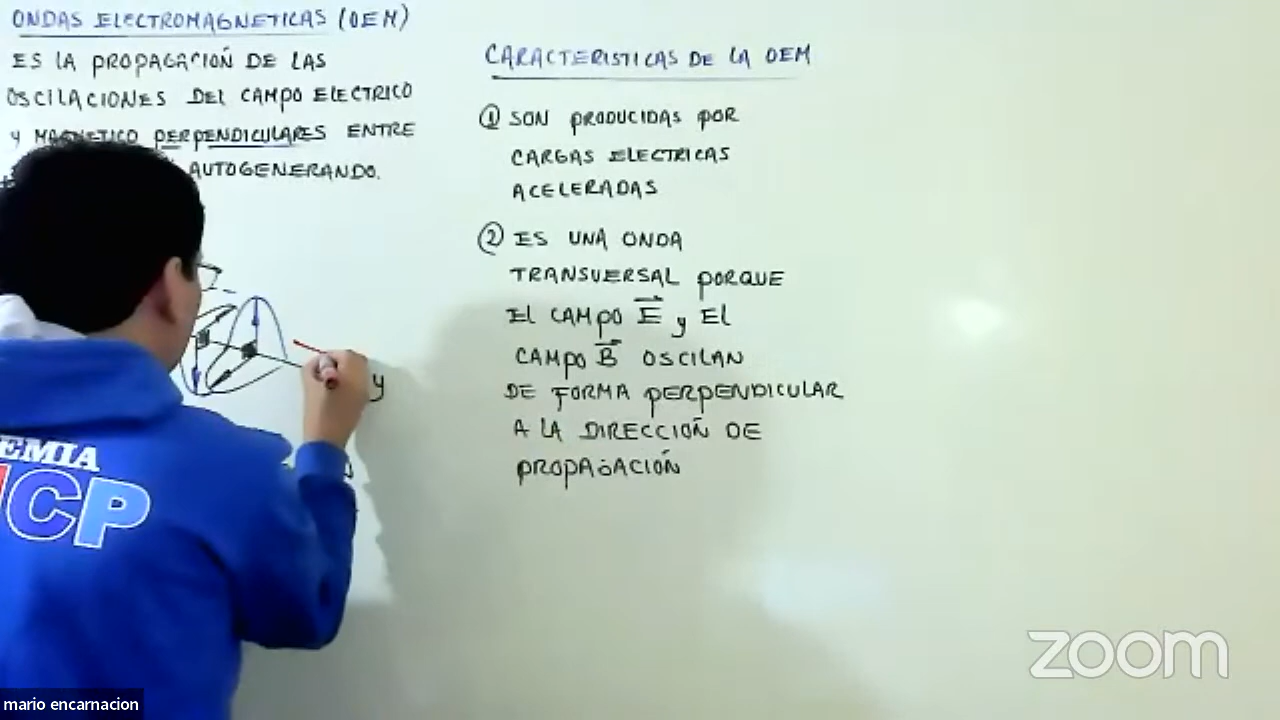 ONDAS ELECTROMAGNETICAS (OEM)
ES LA PROPAGACIÓN DE LAS
OSCILACIONES DEL CAMPO ELECTRICO
y MAGNETICO PERPENDICULARES ENTRE
AUTOGENERANDO.
y
CARACTERISTICAS DE LA OEM
① SON PRODUCIDAS POR
CARGAS ELECTRICAS
ACELERADAS
② ES UNA ONDA
TRANSVERSAL PORQUE
EL CAMPO E y EL
CAMPO B OSCILAN
DE FORMA PERPENDICULAR
A LA DIRECCIÓN DE
PROPAGACIÓN
EMIA
CP
zoom
mario encarnacion